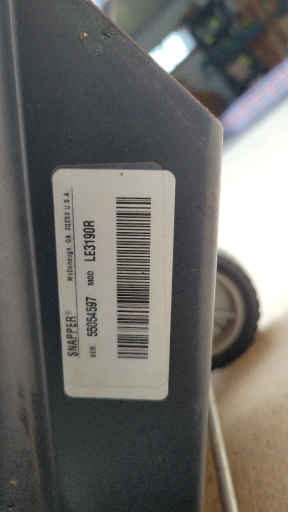 SNAPPER® McDonough, GA. 30253 U.S.A.
SER 55054597 MOD LE3190R